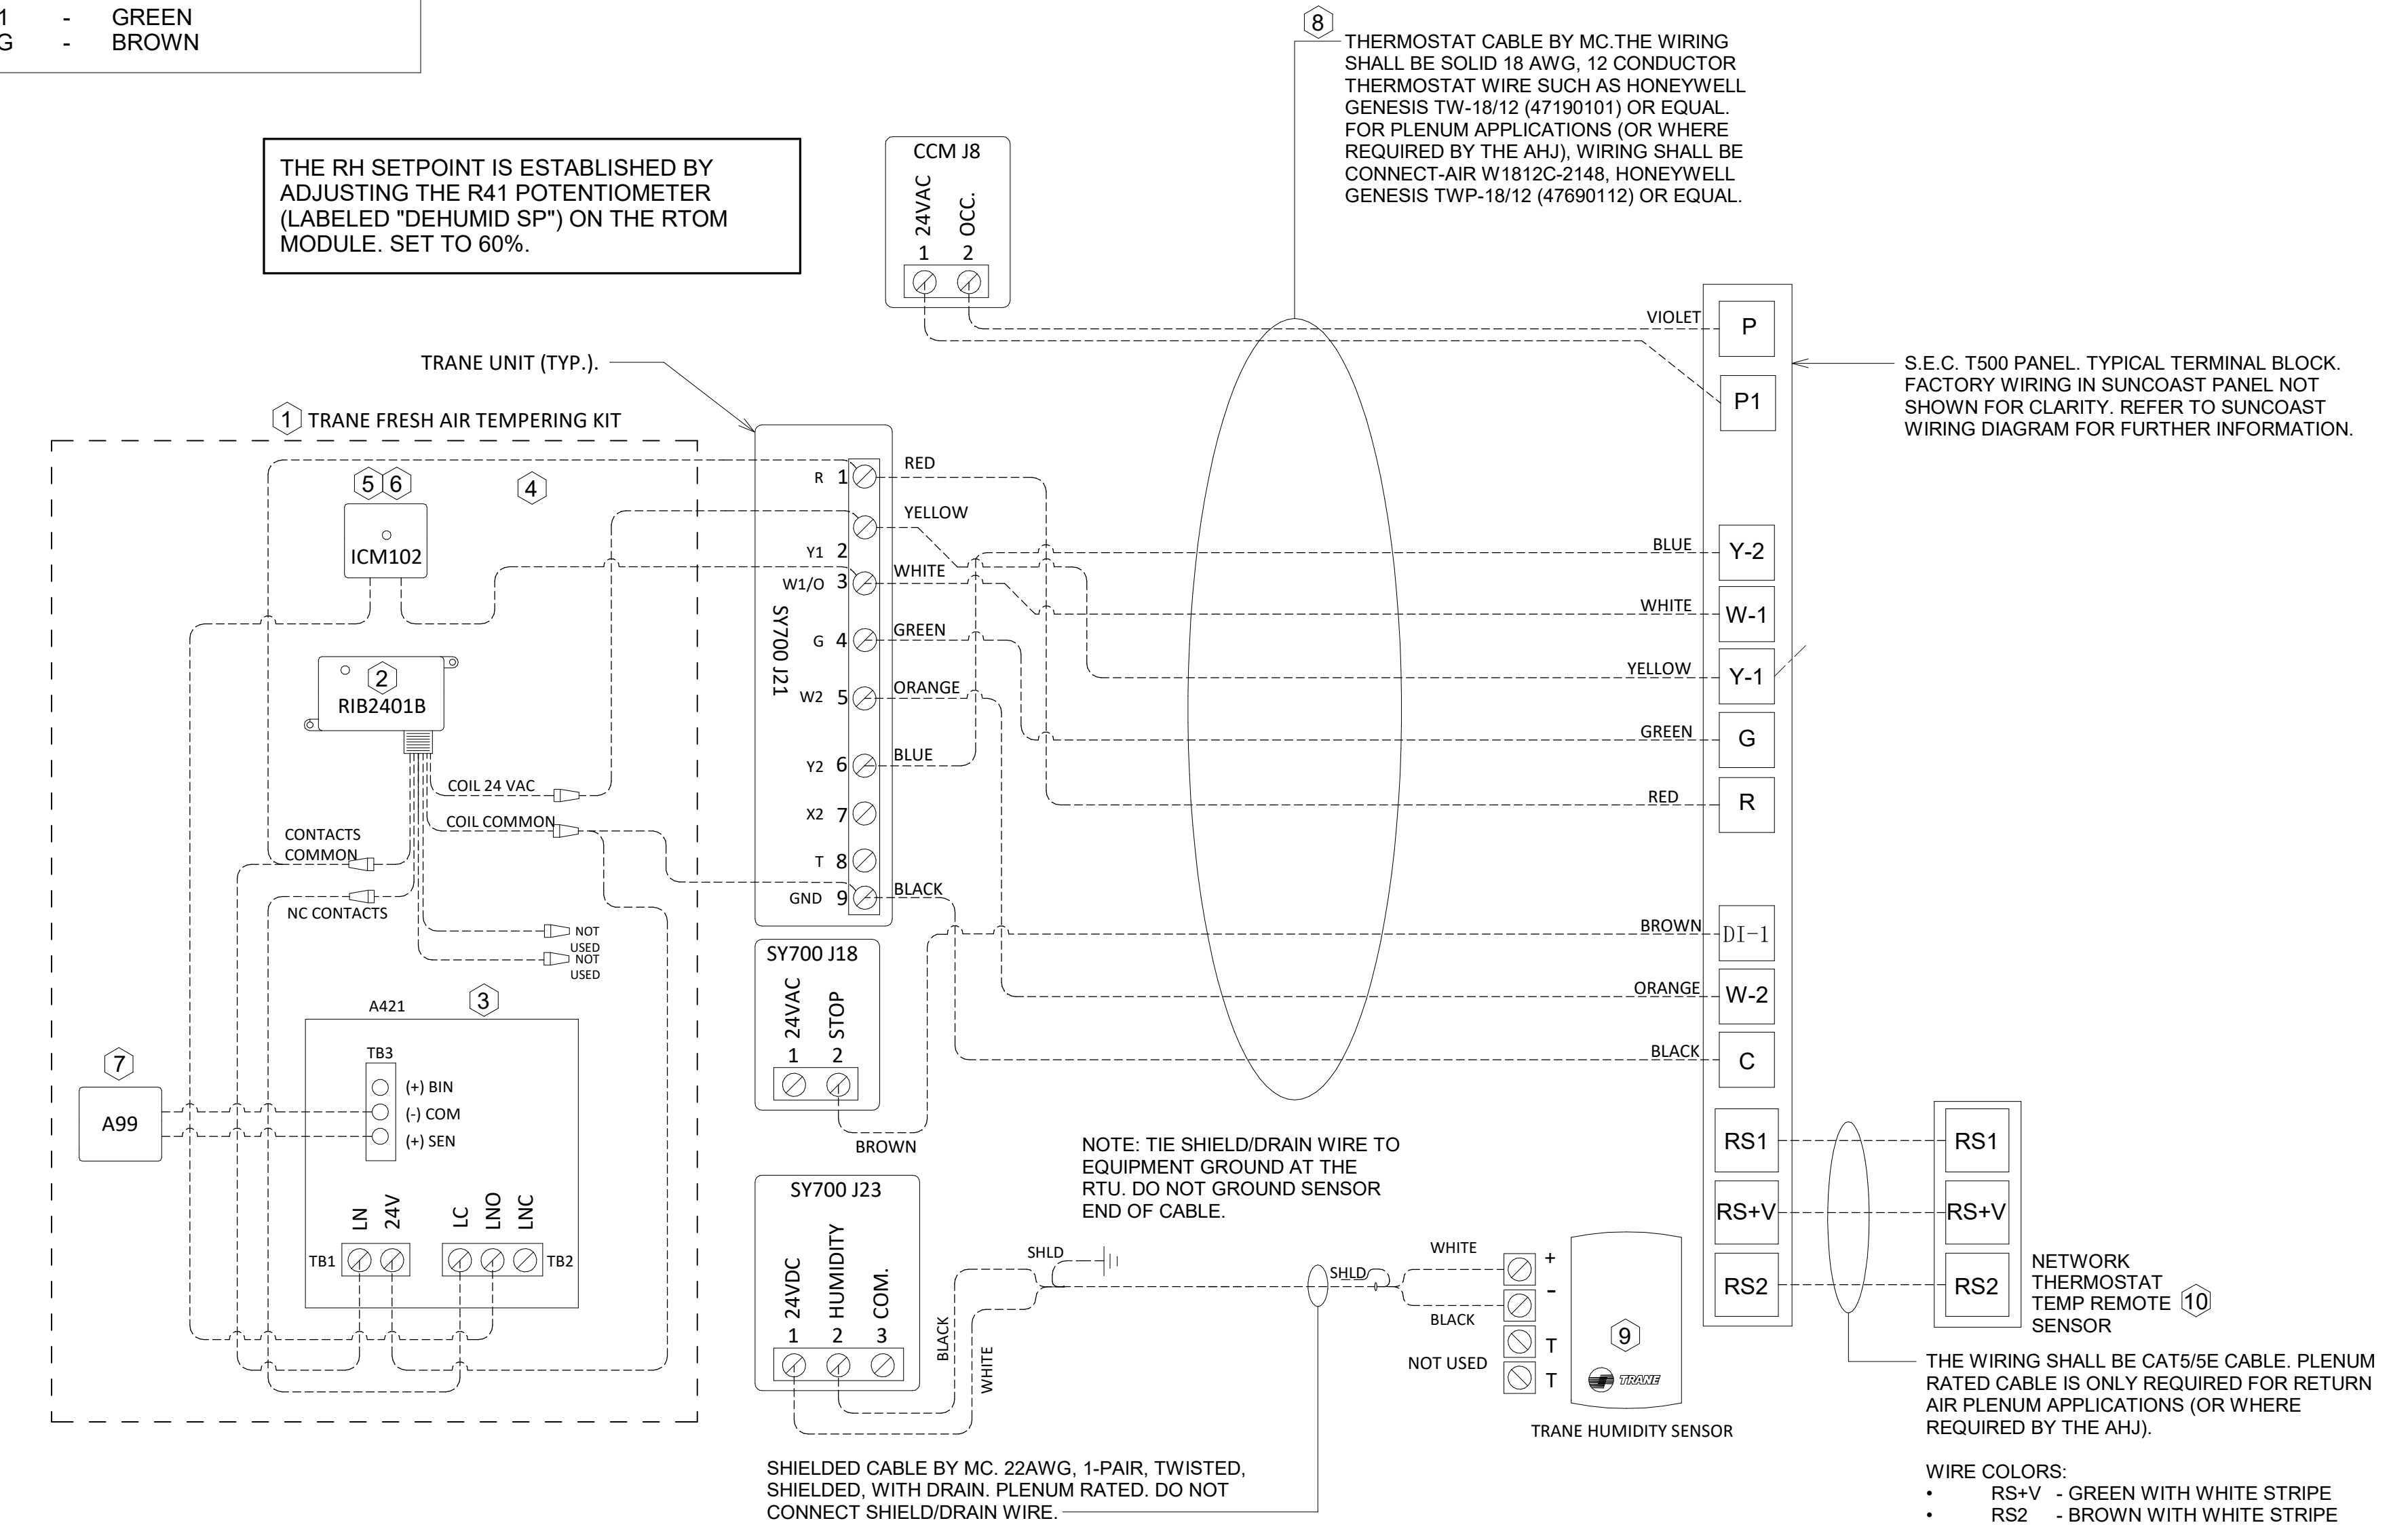 1 - GREEN
G - BROWN
THE RH SETPOINT IS ESTABLISHED BY
ADJUSTING THE R41 POTENTIOMETER
(LABELED "DEHUMID SP") ON THE RTOM
MODULE. SET TO 60%.
8
THERMOSTAT CABLE BY MC.THE WIRING
SHALL BE SOLID 18 AWG, 12 CONDUCTOR
THERMOSTAT WIRE SUCH AS HONEYWELL
GENESIS TW-18/12 (47190101) OR EQUAL.
FOR PLENUM APPLICATIONS (OR WHERE
REQUIRED BY THE AHJ), WIRING SHALL BE
CONNECT-AIR W1812C-2148, HONEYWELL
GENESIS TWP-18/12 (47690112) OR EQUAL.
CCM J8
24VAC
OCC.
1 2
TRANE UNIT (TYP.).
1 TRANE FRESH AIR TEMPERING KIT
5 6
4
ICM102
2
RIB2401B
COIL 24 VAC
COIL COMMON
CONTACTS
COMMON
NC CONTACTS
NOT
USED
NOT
USED
A421
3
TB3
(+) BIN
(-) COM
(+) SEN
7
A99
LN
24V
LC
LNO
LNC
TB1
TB2
SY700 J21
R 1 RED
YELLOW
Y1 2
W1/O 3 WHITE
G 4 GREEN
W2 5 ORANGE
Y2 6 BLUE
X2 7
T 8
GND 9 BLACK
SY700 J18
24VAC
STOP
1 2
BROWN
SY700 J23
24VDC
HUMIDITY
COM.
1 2 3
BLACK
WHITE
NOTE: TIE SHIELD/DRAIN WIRE TO
EQUIPMENT GROUND AT THE
RTU. DO NOT GROUND SENSOR
END OF CABLE.
SHLD
SHLD
WHITE
BLACK
NOT USED
+
-
T
T
9
TRANE
TRANE HUMIDITY SENSOR
SHIELDED CABLE BY MC. 22AWG, 1-PAIR, TWISTED,
SHIELDED, WITH DRAIN. PLENUM RATED. DO NOT
CONNECT SHIELD/DRAIN WIRE.
VIOLET P
P1
BLUE Y-2
WHITE W-1
YELLOW Y-1
GREEN G
RED R
BROWN DI-1
ORANGE W-2
BLACK C
RS1 RS1
RS+V RS+V
RS2 RS2
S.E.C. T500 PANEL. TYPICAL TERMINAL BLOCK.
FACTORY WIRING IN SUNCOAST PANEL NOT
SHOWN FOR CLARITY. REFER TO SUNCOAST
WIRING DIAGRAM FOR FURTHER INFORMATION.
NETWORK
THERMOSTAT
TEMP REMOTE 10
SENSOR
THE WIRING SHALL BE CAT5/5E CABLE. PLENUM
RATED CABLE IS ONLY REQUIRED FOR RETURN
AIR PLENUM APPLICATIONS (OR WHERE
REQUIRED BY THE AHJ).
WIRE COLORS:
• RS+V - GREEN WITH WHITE STRIPE
• RS2 - BROWN WITH WHITE STRIPE